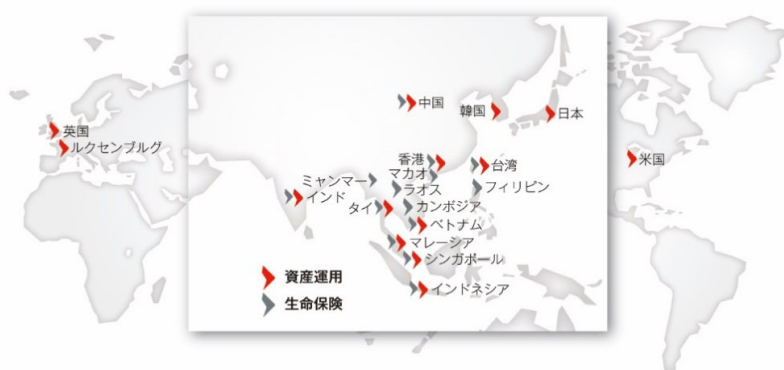 英国
ルクセンブルグ
中国
韓国
日本
米国
香港
マカオ
台湾
ミャンマー
ラオス
フィリピン
インド
タイ
カンボジア
ベトナム
マレーシア
シンガポール
インドネシア
資産運用
生命保険